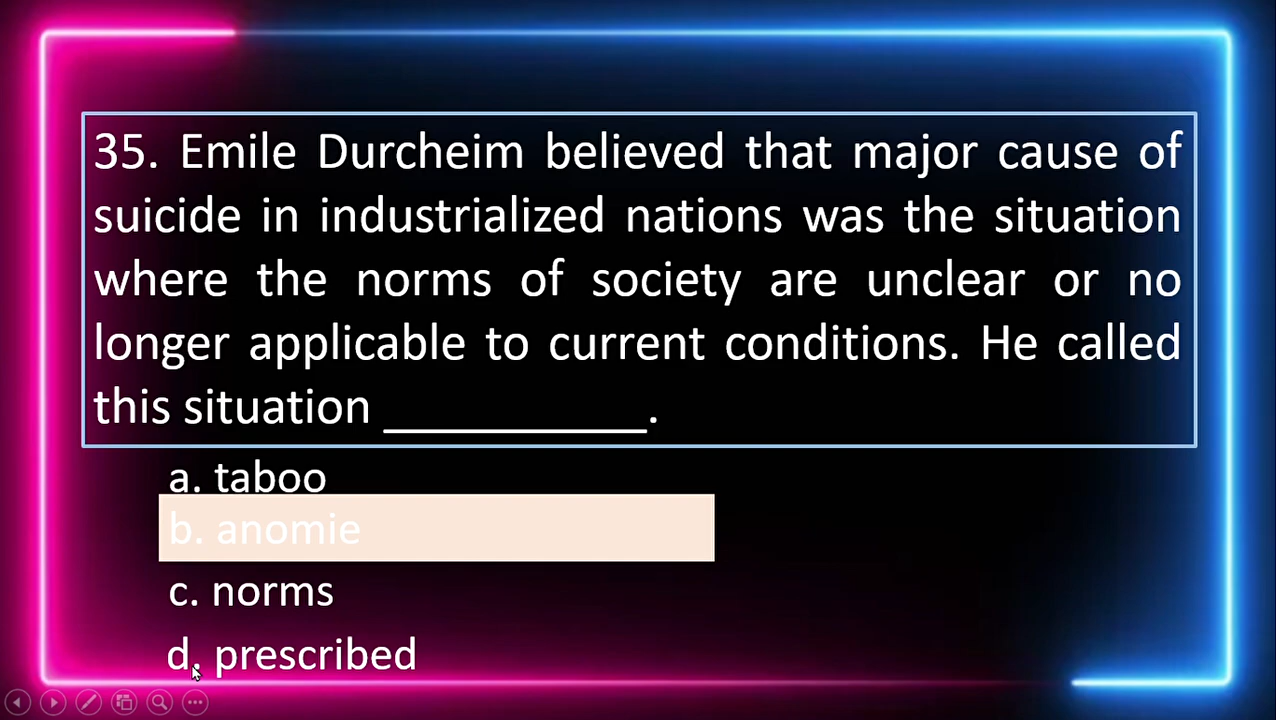 35. Emile Durcheim believed that major cause of
suicide in industrialized nations was the situation
where the norms of society are unclear or no
longer applicable to current conditions. He called
this situation ___________.
a. taboo
b. anomie
c. norms
d. prescribed